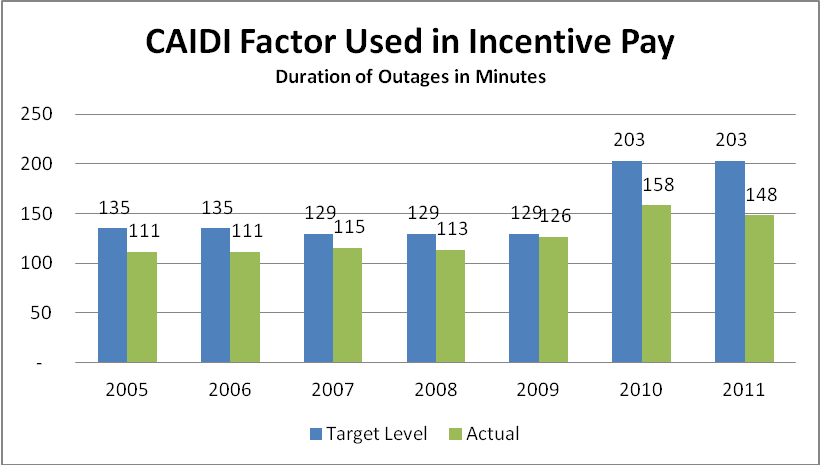 CAIDI Factor Used in Incentive Pay
Duration of Outages in Minutes
250
200
150
100
50
-
135 111 135 111 129 115 129 113 129 126 203 158 203 148
2005 2006 2007 2008 2009 2010 2011
Target Level Actual